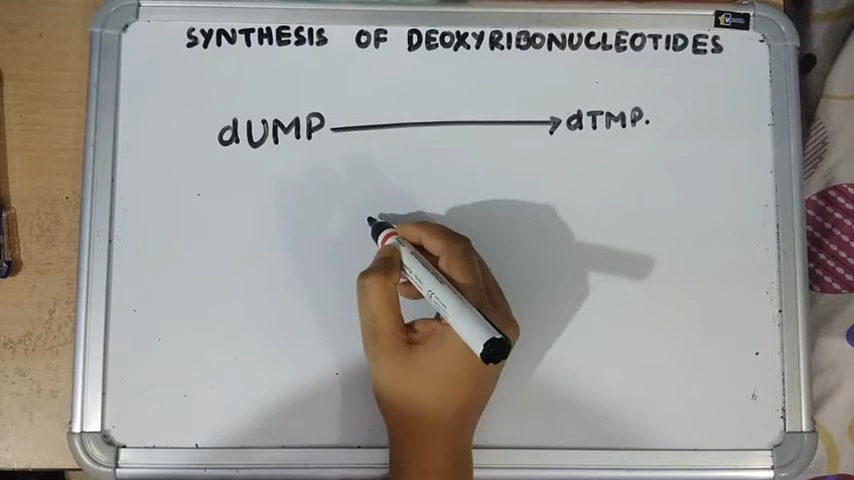 SYNTHESIS OF DEOXYRIBONUCLEOTIDES
dUMP → dTMP.